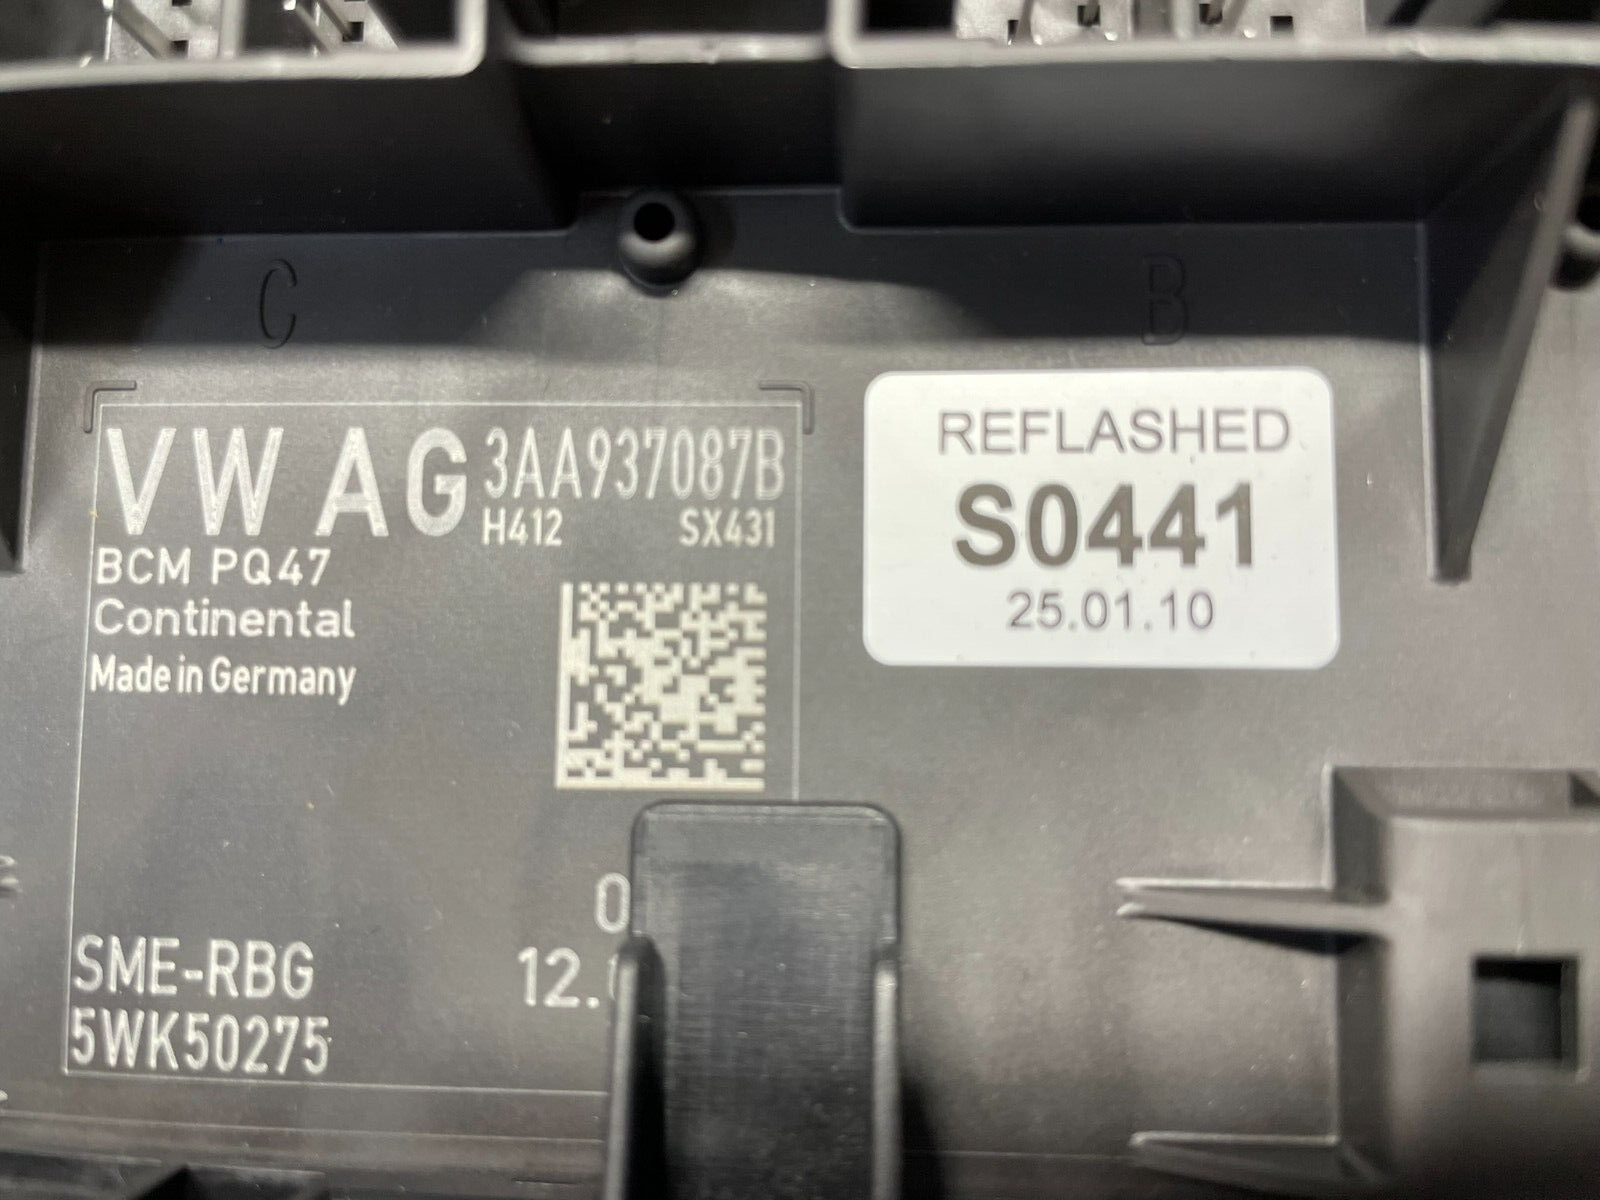 C
B
VW AG 3AA937087B
H412 SX431
BCM PQ47
Continental
Made in Germany
SME-RBG
5WK50275
12.
REFLASHED
S0441
25.01.10